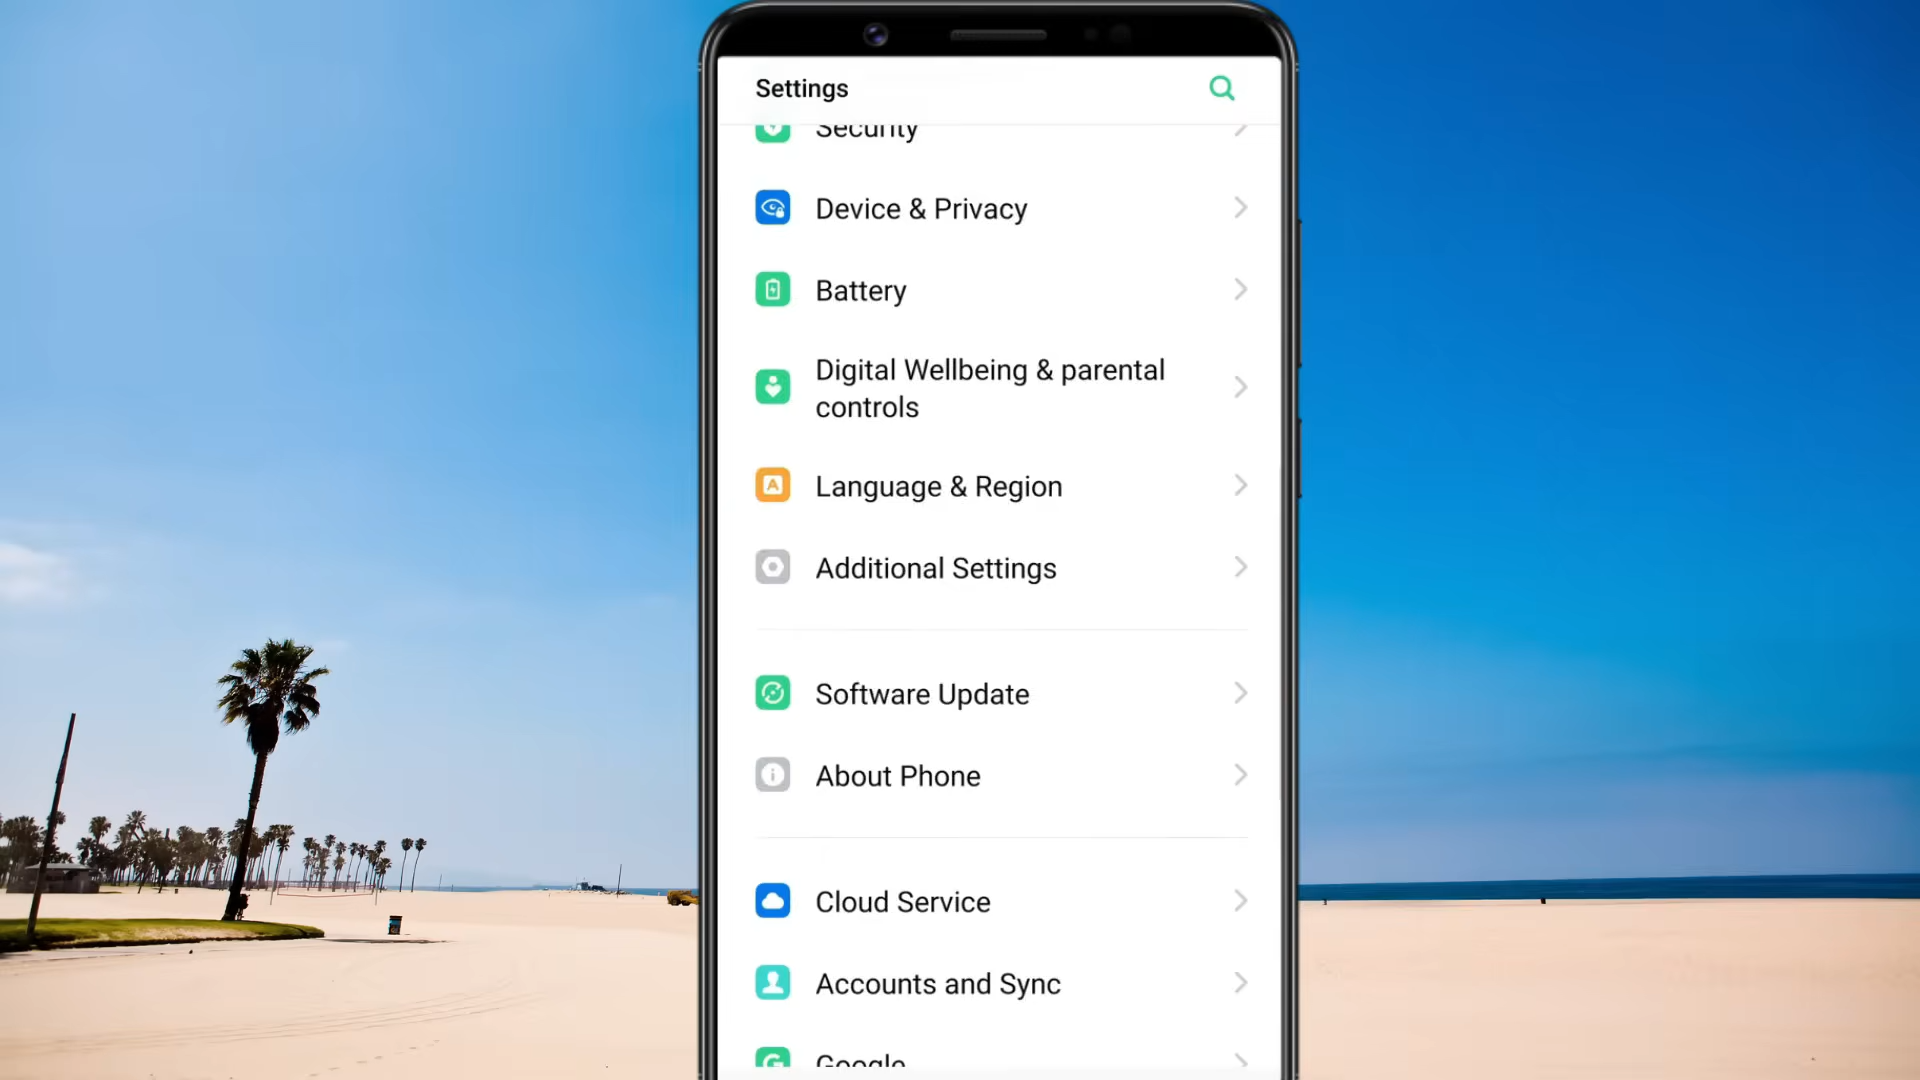 Settings
Security
Device & Privacy
Battery
Digital Wellbeing & parental
controls
Language & Region
A
Additional Settings
Software Update
About Phone
Cloud Service
Accounts and Sync
Google